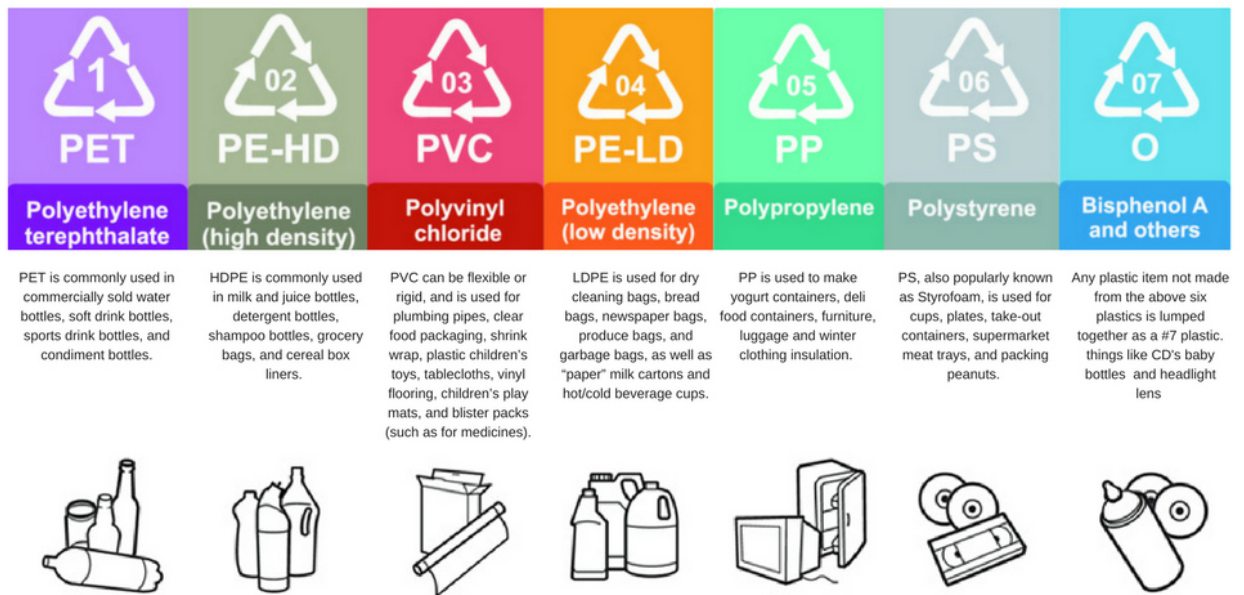 1
PET
Polyethylene
terephthalate
PET is commonly used in
commercially sold water
bottles, soft drink bottles,
sports drink bottles, and
condiment bottles.
02
PE-HD
Polyethylene
(high density)
HDPE is commonly used
in milk and juice bottles,
detergent bottles,
shampoo bottles, grocery
bags, and cereal box
liners.
03
PVC
Polyvinyl
chloride
PVC can be flexible or
rigid, and is used for
plumbing pipes, clear
food packaging, shrink
wrap, plastic children's
toys, tablecloths, vinyl
flooring, children's play
mats, and blister packs
(such as for medicines).
04
PE-LD
Polyethylene
(low density)
LDPE is used for dry
cleaning bags, bread
bags, newspaper bags,
produce bags, and
garbage bags, as well as
“paper” milk cartons and
hot/cold beverage cups.
05
PP
Polypropylene
PP is used to make
yogurt containers, deli
food containers, furniture,
luggage and winter
clothing insulation.
06
PS
Polystyrene
PS, also popularly known
as Styrofoam, is used for
cups, plates, take-out
containers, supermarket
meat trays, and packing
peanuts.
07
O
Bisphenol A
and others
Any plastic item not made
from the above six
plastics is lumped
together as a #7 plastic.
things like CD's baby
bottles and headlight
lens